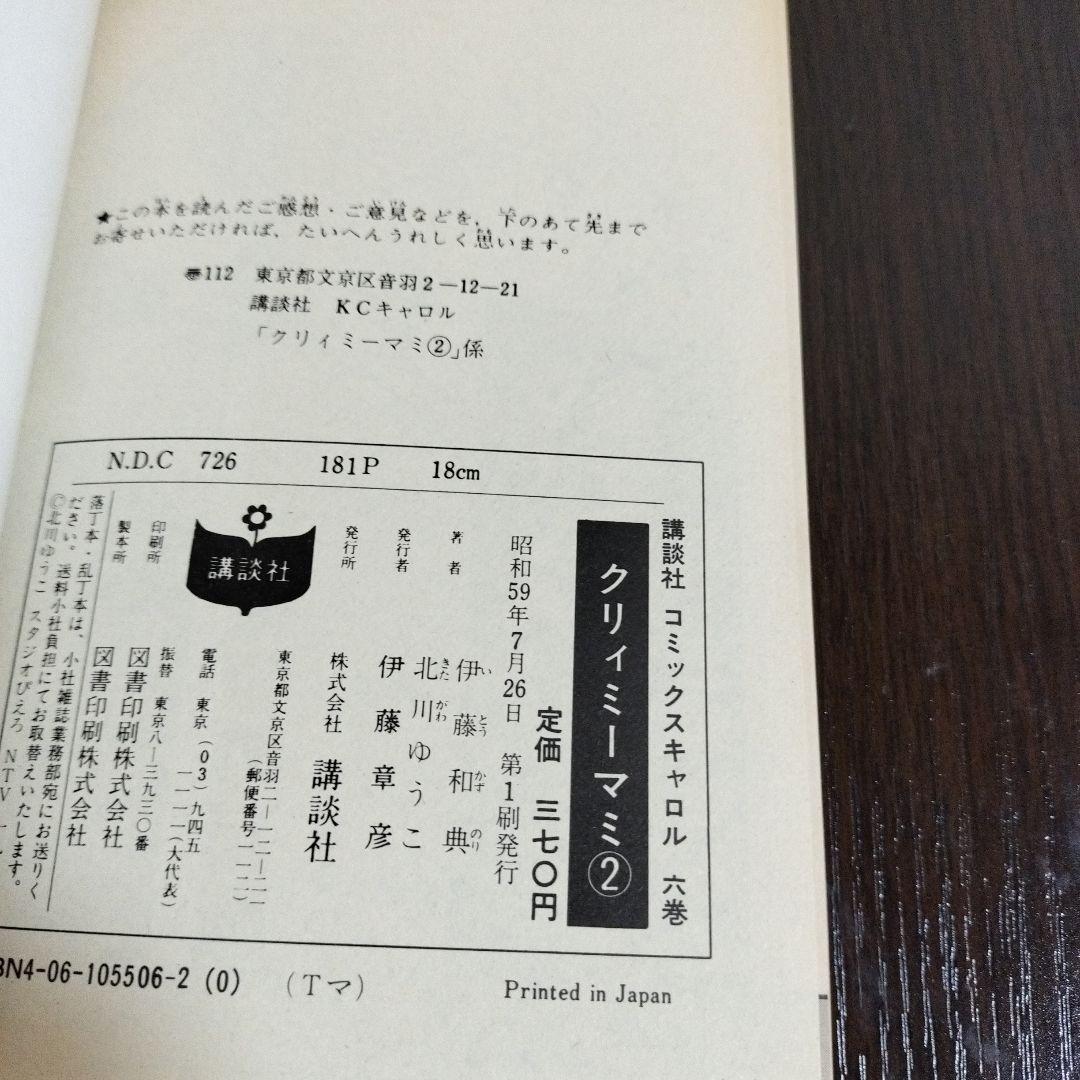 ★この本を読んだご感想・ご意見などを、下のあて先まで
お寄せいただければ、たいへんうれしく思います。
〠112 東京都文京区音羽2—12—21
講談社 KCキャロル
「クリィミーマミ②」係
N.D.C 726 181P 18cm
講談社 コミックスキャロル 六巻
クリィミーマミ②
定価 三七〇円
昭和59年7月26日 第1刷発行
著者 伊藤和典
いとうかずのり
北川ゆうこ
きたがわ
発行者 伊藤章彦
発行所 株式会社 講談社
東京都文京区音羽二—一二—二一
(郵便番号一一二)
電話 東京(03)九四五
一一一一(大代表)
振替 東京八—三九三〇番
講談社
印刷所 図書印刷株式会社
製本所 図書印刷株式会社
落丁本・乱丁本は、小社雑誌業務部宛にお送りく
ださい。送料小社負担にてお取替えいたします。
©北川ゆうこ スタジオぴえろ NTV
BN4-06-105506-2 (0) (Tマ)
Printed in Japan